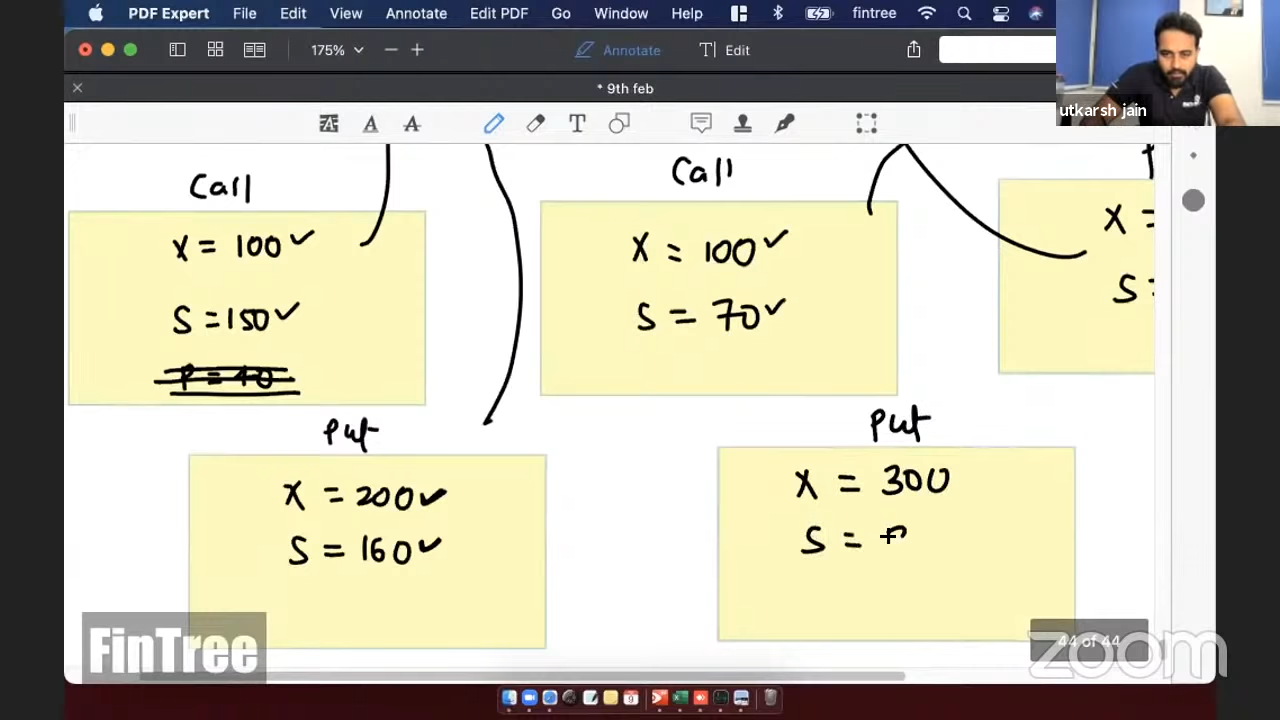 PDF Expert File Edit View Annotate Edit PDF Go Window Help fintree
175% Annotate Edit
utkarsh jain
* 9th feb
Call
X = 100 ✓
S = 150 ✓
P = 40
Call
X = 100 ✓
S = 70 ✓
X =
S =
Put
X = 200 ✓
S = 160 ✓
Put
X = 300
S =
FinTree
44 of 44
zoom